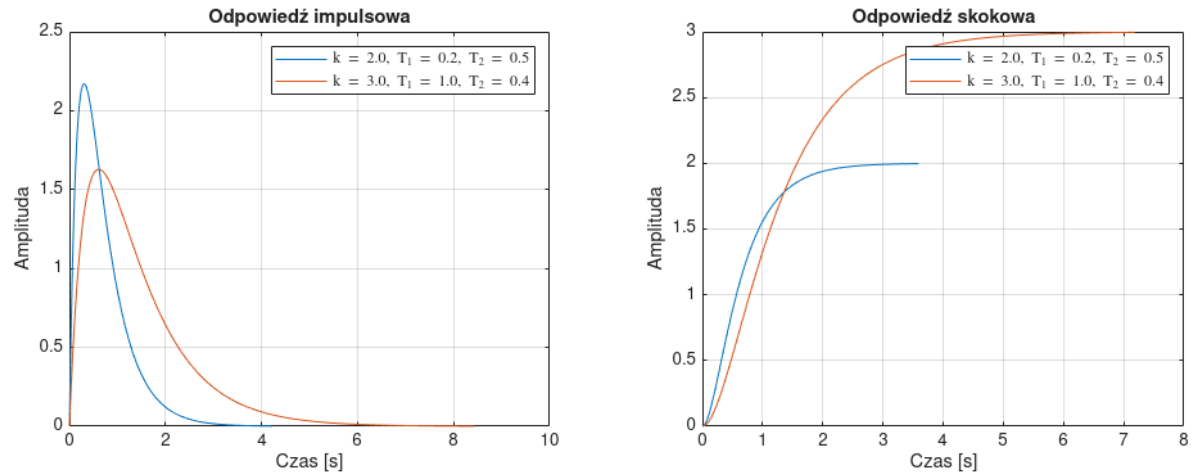 Odpowiedź impulsowa
2.5
2
1.5
1
0.5
0
Amplituda
k = 2.0, T₁ = 0.2, T₂ = 0.5
k = 3.0, T₁ = 1.0, T₂ = 0.4
0 2 4 6 8 10
Czas [s]
Odpowiedź skokowa
3
2.5
2
1.5
1
0.5
0
Amplituda
k = 2.0, T₁ = 0.2, T₂ = 0.5
k = 3.0, T₁ = 1.0, T₂ = 0.4
0 1 2 3 4 5 6 7 8
Czas [s]